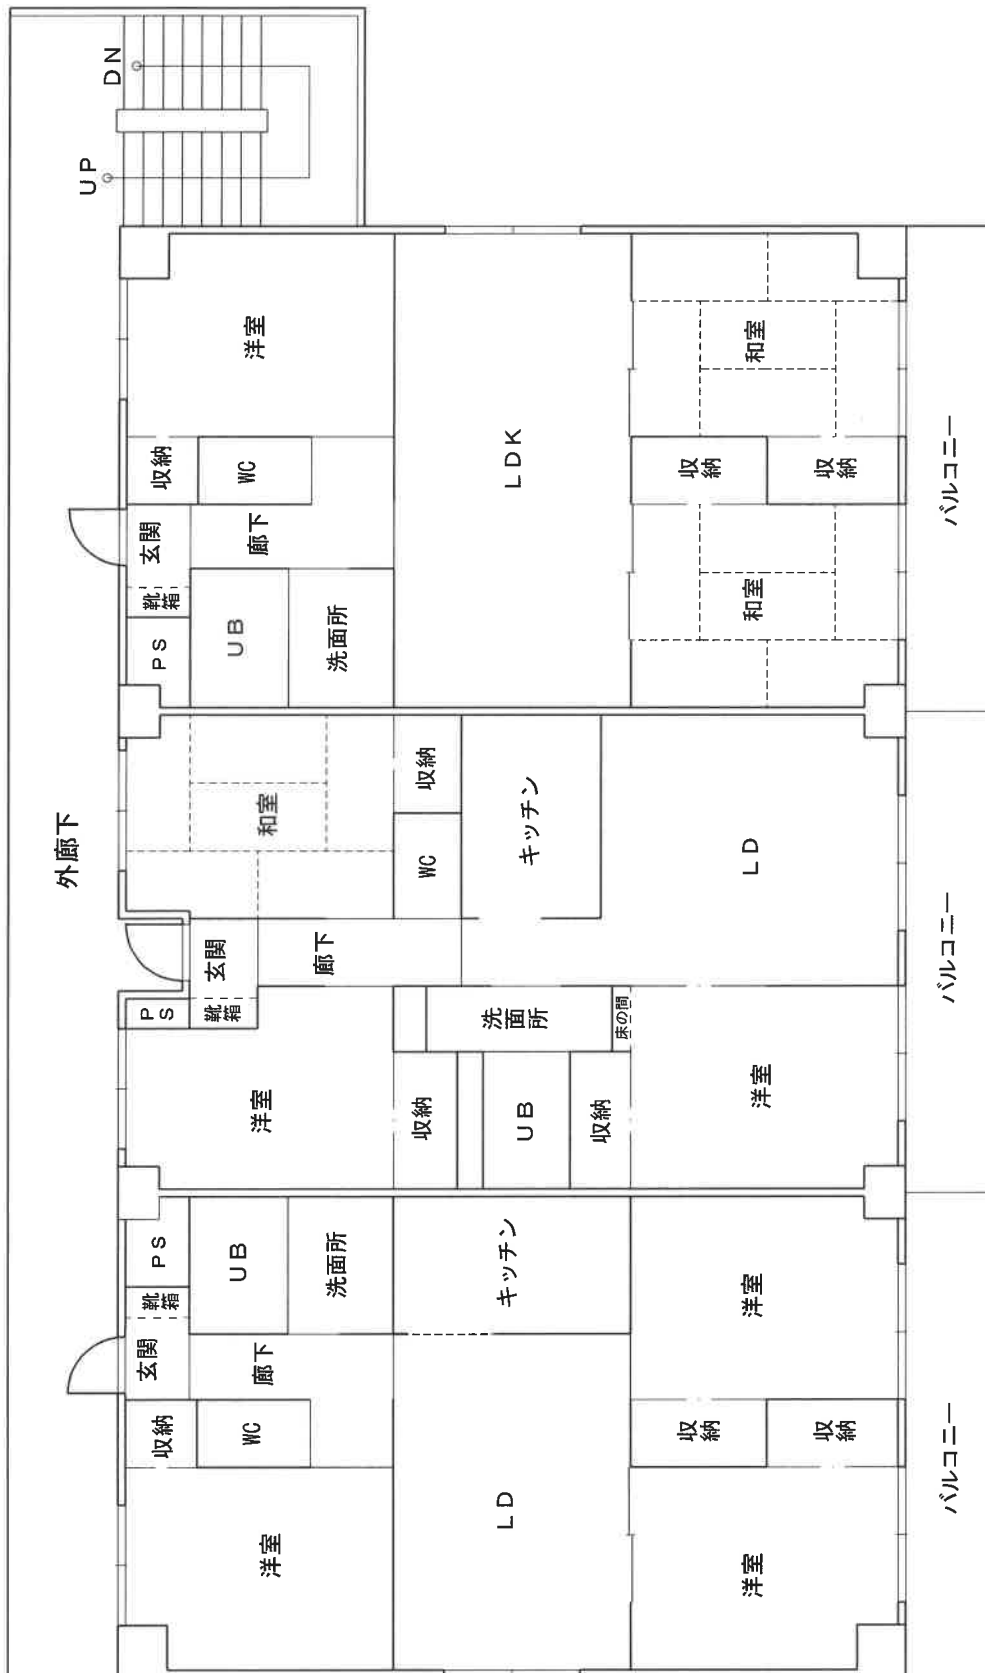 DN
UP
洋室
収納
WC
玄関
廊下
靴箱
PS
UB
洗面所
LDK
和室
収納
収納
和室
バルコニー
外廊下
和室
収納
WC
キッチン
LD
玄関
廊下
PS
靴箱
洗面所
床の間
洋室
収納
UB
収納
洋室
バルコニー
PS
靴箱
玄関
UB
洗面所
キッチン
廊下
収納
WC
洋室
LD
洋室
収納
収納
洋室
バルコニー